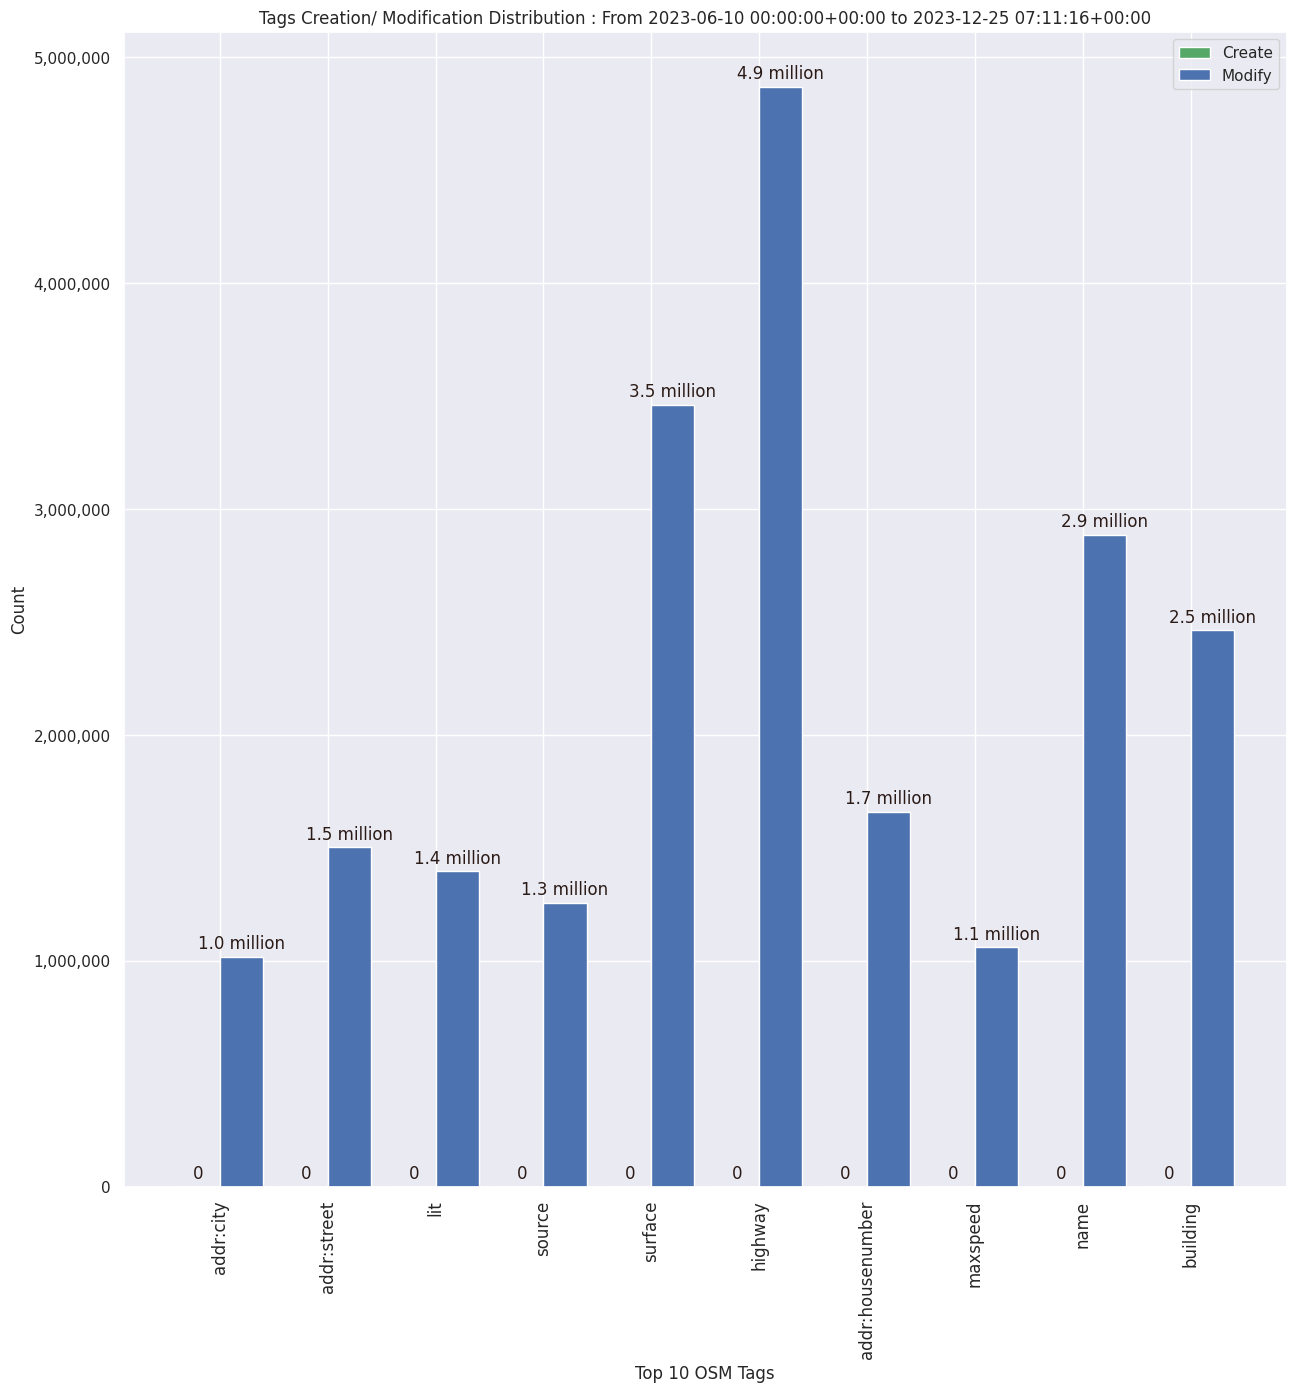 Tags Creation/ Modification Distribution : From 2023-06-10 00:00:00+00:00 to 2023-12-25 07:11:16+00:00
Create
Modify
5,000,000
4,000,000
3,000,000
2,000,000
1,000,000
0
Count
1.0 million
1.5 million
1.4 million
1.3 million
3.5 million
4.9 million
1.7 million
1.1 million
2.9 million
2.5 million
0
0
0
0
0
0
0
0
0
0
addr:city
addr:street
lit
source
surface
highway
addr:housenumber
maxspeed
name
building
Top 10 OSM Tags